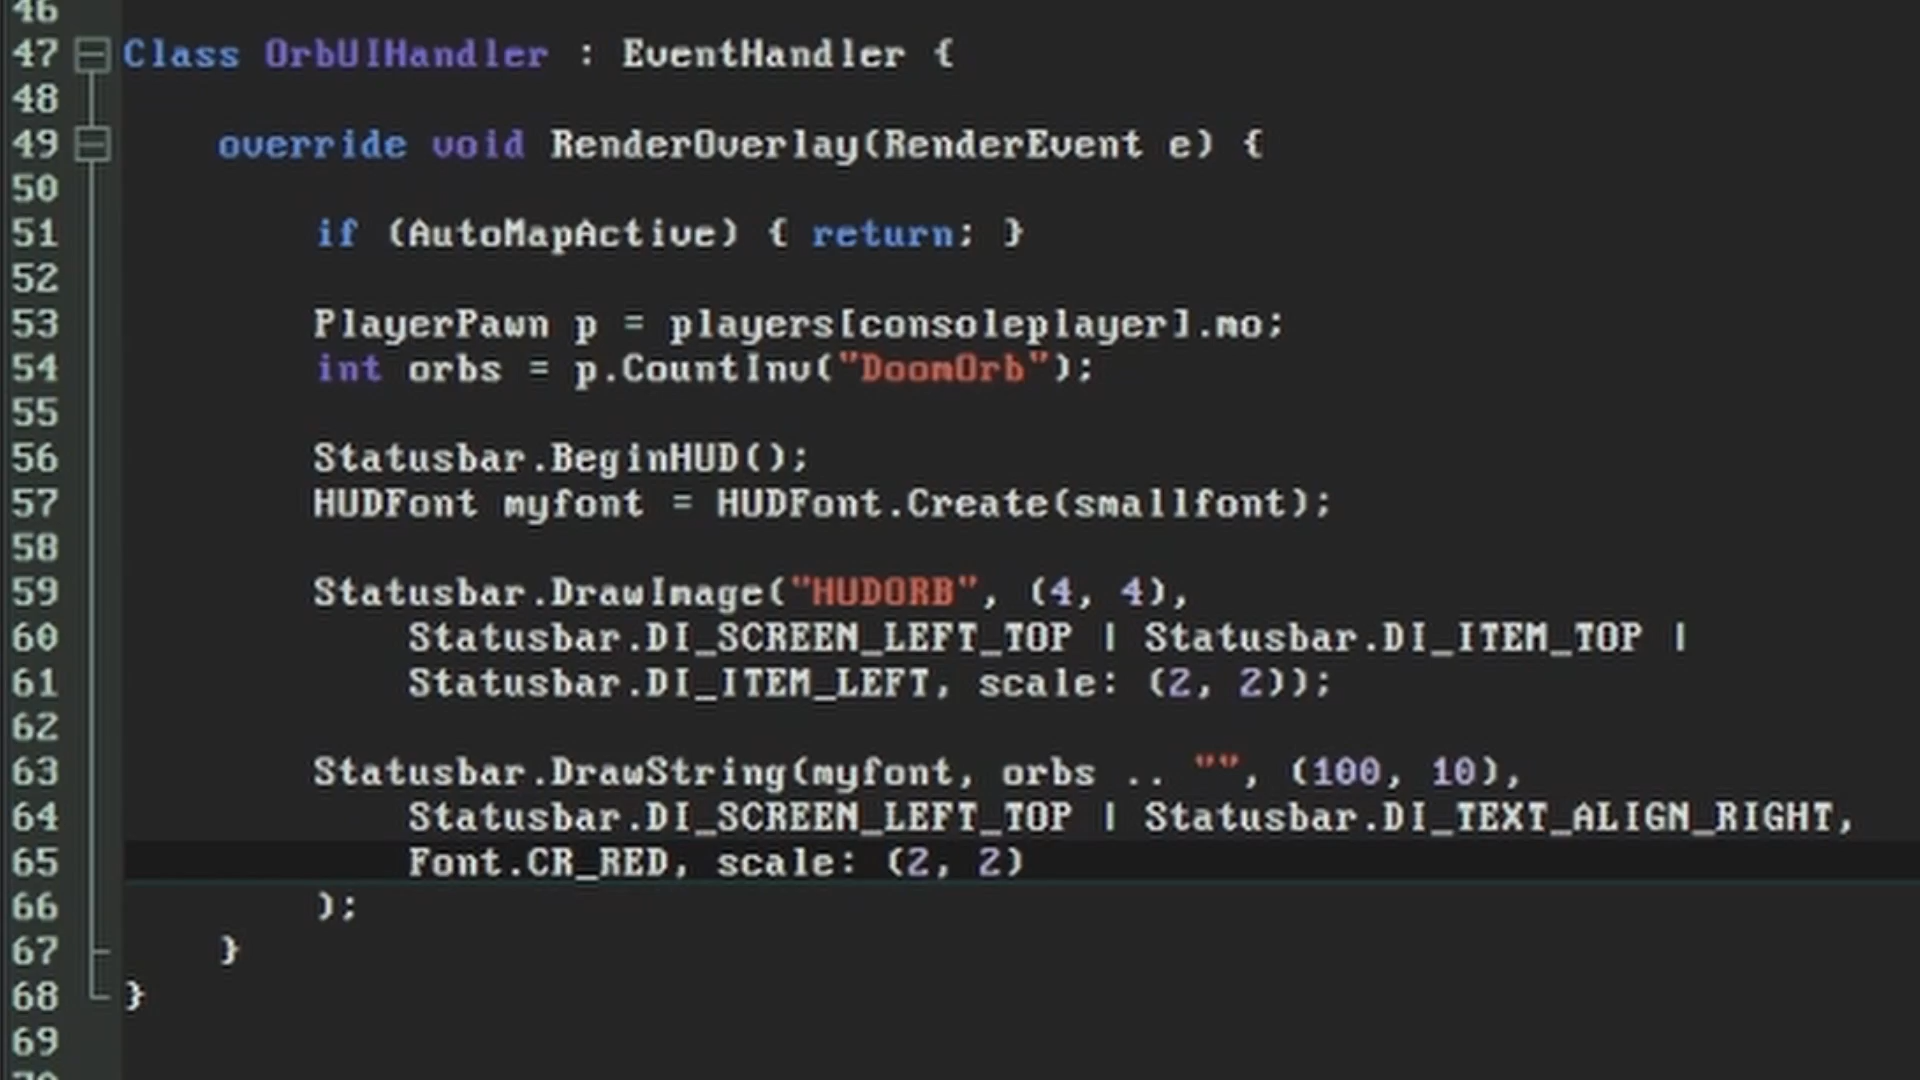 46
47 Class OrbUIHandler : EventHandler {
48
49 override void RenderOverlay(RenderEvent e) {
50
51 if (AutoMapActive) { return; }
52
53 PlayerPawn p = players[consoleplayer].mo;
54 int orbs = p.CountInv("DoomOrb");
55
56 Statusbar.BeginHUD();
57 HUDFont myfont = HUDFont.Create(smallfont);
58
59 Statusbar.DrawImage("HUDORB", (4, 4),
60 Statusbar.DI_SCREEN_LEFT_TOP | Statusbar.DI_ITEM_TOP |
61 Statusbar.DI_ITEM_LEFT, scale: (2, 2));
62
63 Statusbar.DrawString(myfont, orbs .. "", (100, 10),
64 Statusbar.DI_SCREEN_LEFT_TOP | Statusbar.DI_TEXT_ALIGN_RIGHT,
65 Font.CR_RED, scale: (2, 2)
66 );
67 }
68 }
69
70